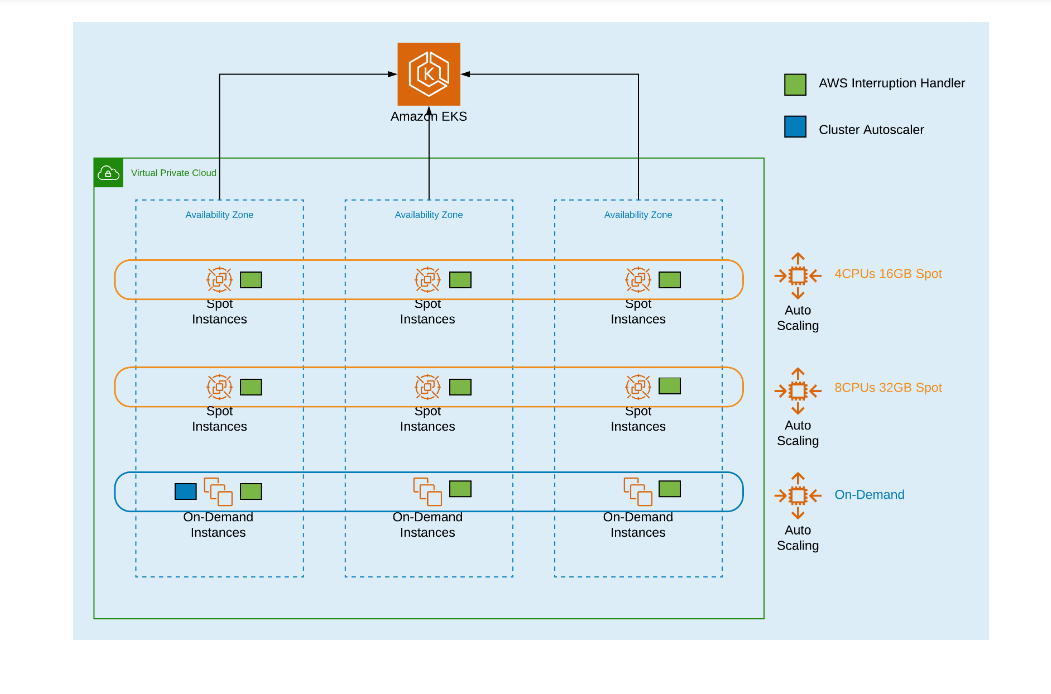 Amazon EKS
AWS Interruption Handler
Cluster Autoscaler
Virtual Private Cloud
Availability Zone
Availability Zone
Availability Zone
Spot
Instances
Spot
Instances
Spot
Instances
4CPUs 16GB Spot
Auto
Scaling
Spot
Instances
Spot
Instances
Spot
Instances
8CPUs 32GB Spot
Auto
Scaling
On-Demand
Instances
On-Demand
Instances
On-Demand
Instances
On-Demand
Auto
Scaling